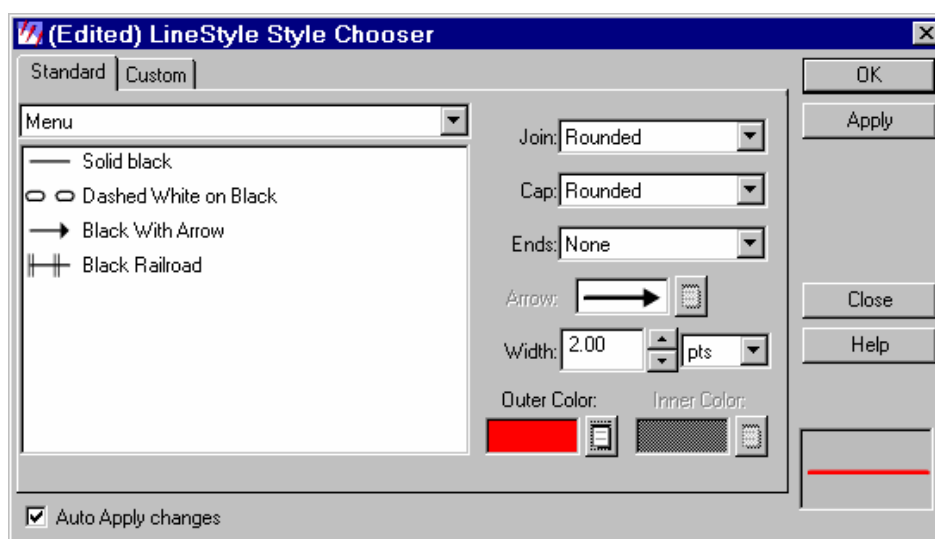 (Edited) LineStyle Style Chooser
Standard
Custom
Menu
Solid black
Dashed White on Black
Black With Arrow
Black Railroad
Join: Rounded
Cap: Rounded
Ends: None
Arrow:
Width: 2.00 pts
Outer Color:
Inner Color:
OK
Apply
Close
Help
Auto Apply changes